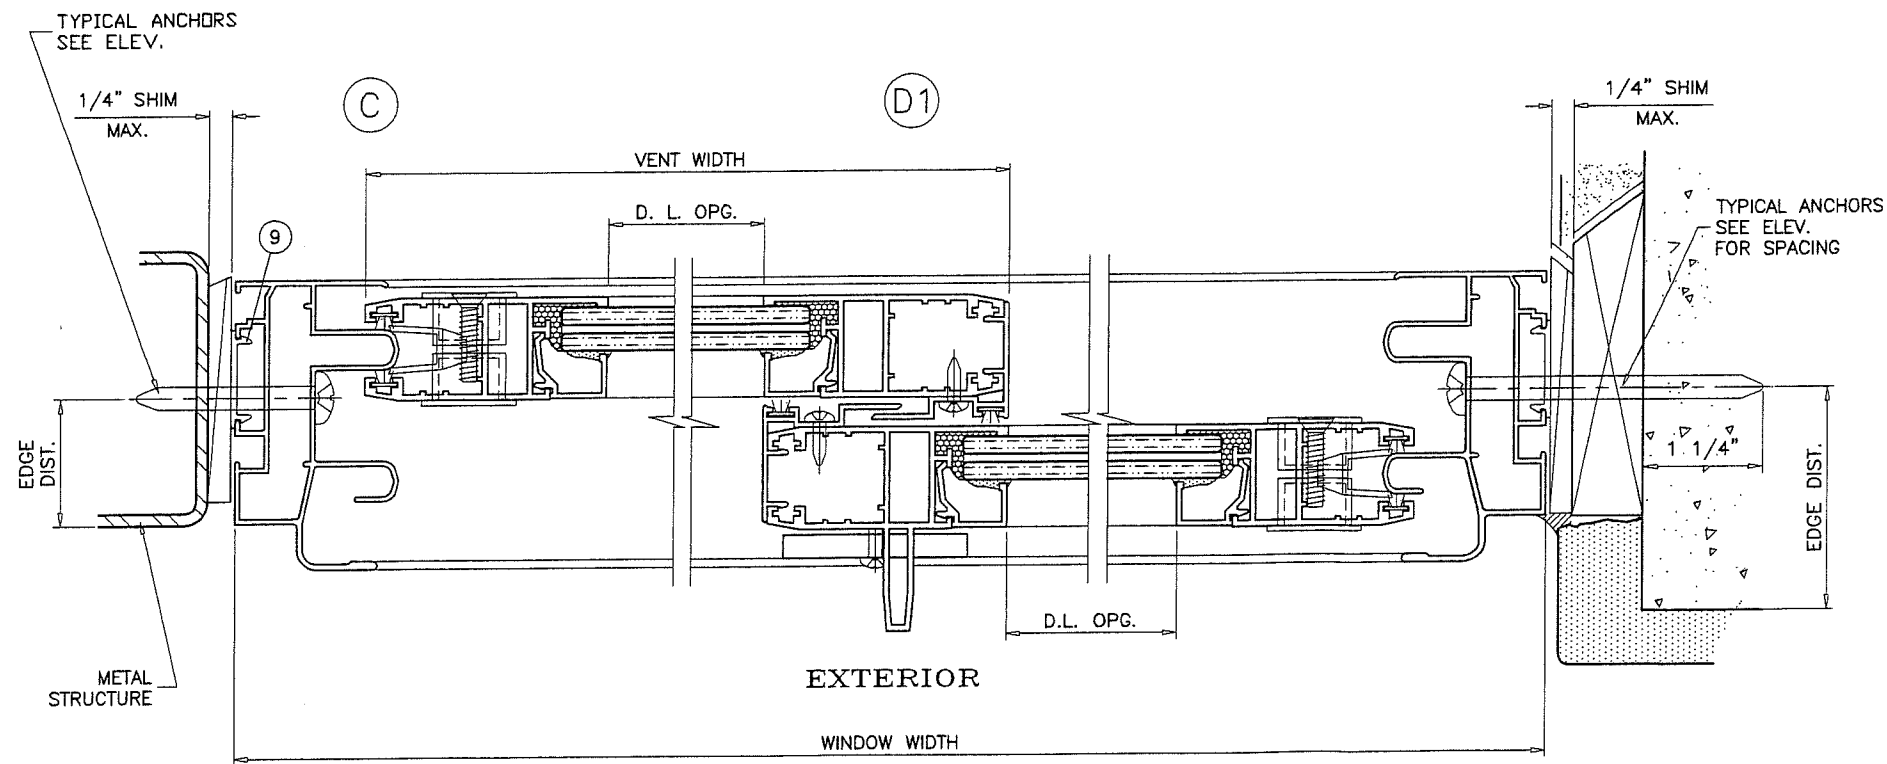 TYPICAL ANCHORS
SEE ELEV.
1/4" SHIM
MAX.
C
D1
1/4" SHIM
MAX.
VENT WIDTH
D. L. OPG.
9
TYPICAL ANCHORS
SEE ELEV.
FOR SPACING
EDGE
DIST.
1 1/4"
EDGE DIST.
D.L. OPG.
METAL
STRUCTURE
EXTERIOR
WINDOW WIDTH